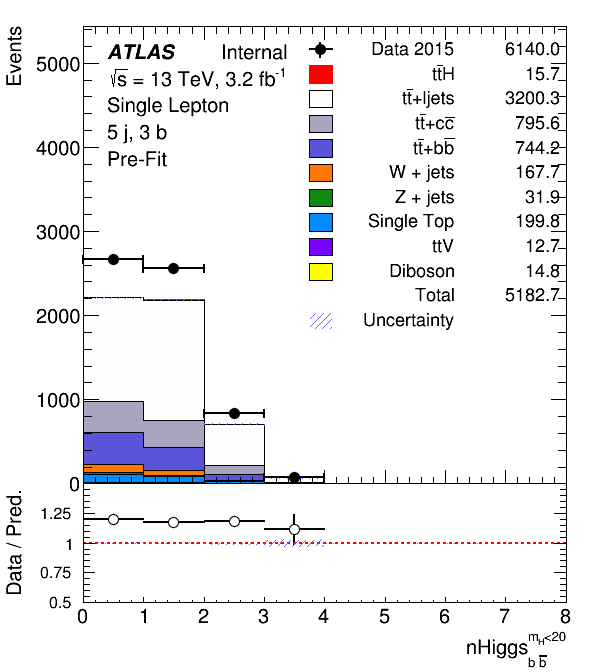 Events
5000
4000
3000
2000
1000
0
ATLAS Internal
√s = 13 TeV, 3.2 fb⁻¹
Single Lepton
5 j, 3 b
Pre-Fit
Data 2015 6140.0
tt̄H 15.7
tt̄+ljets 3200.3
tt̄+cc̄ 795.6
tt̄+bb̄ 744.2
W + jets 167.7
Z + jets 31.9
Single Top 199.8
ttV 12.7
Diboson 14.8
Total 5182.7
Uncertainty
Data / Pred.
1.25
1
0.75
0.5
0 1 2 3 4 5 6 7 8
nHiggs m_H<20 b b̄